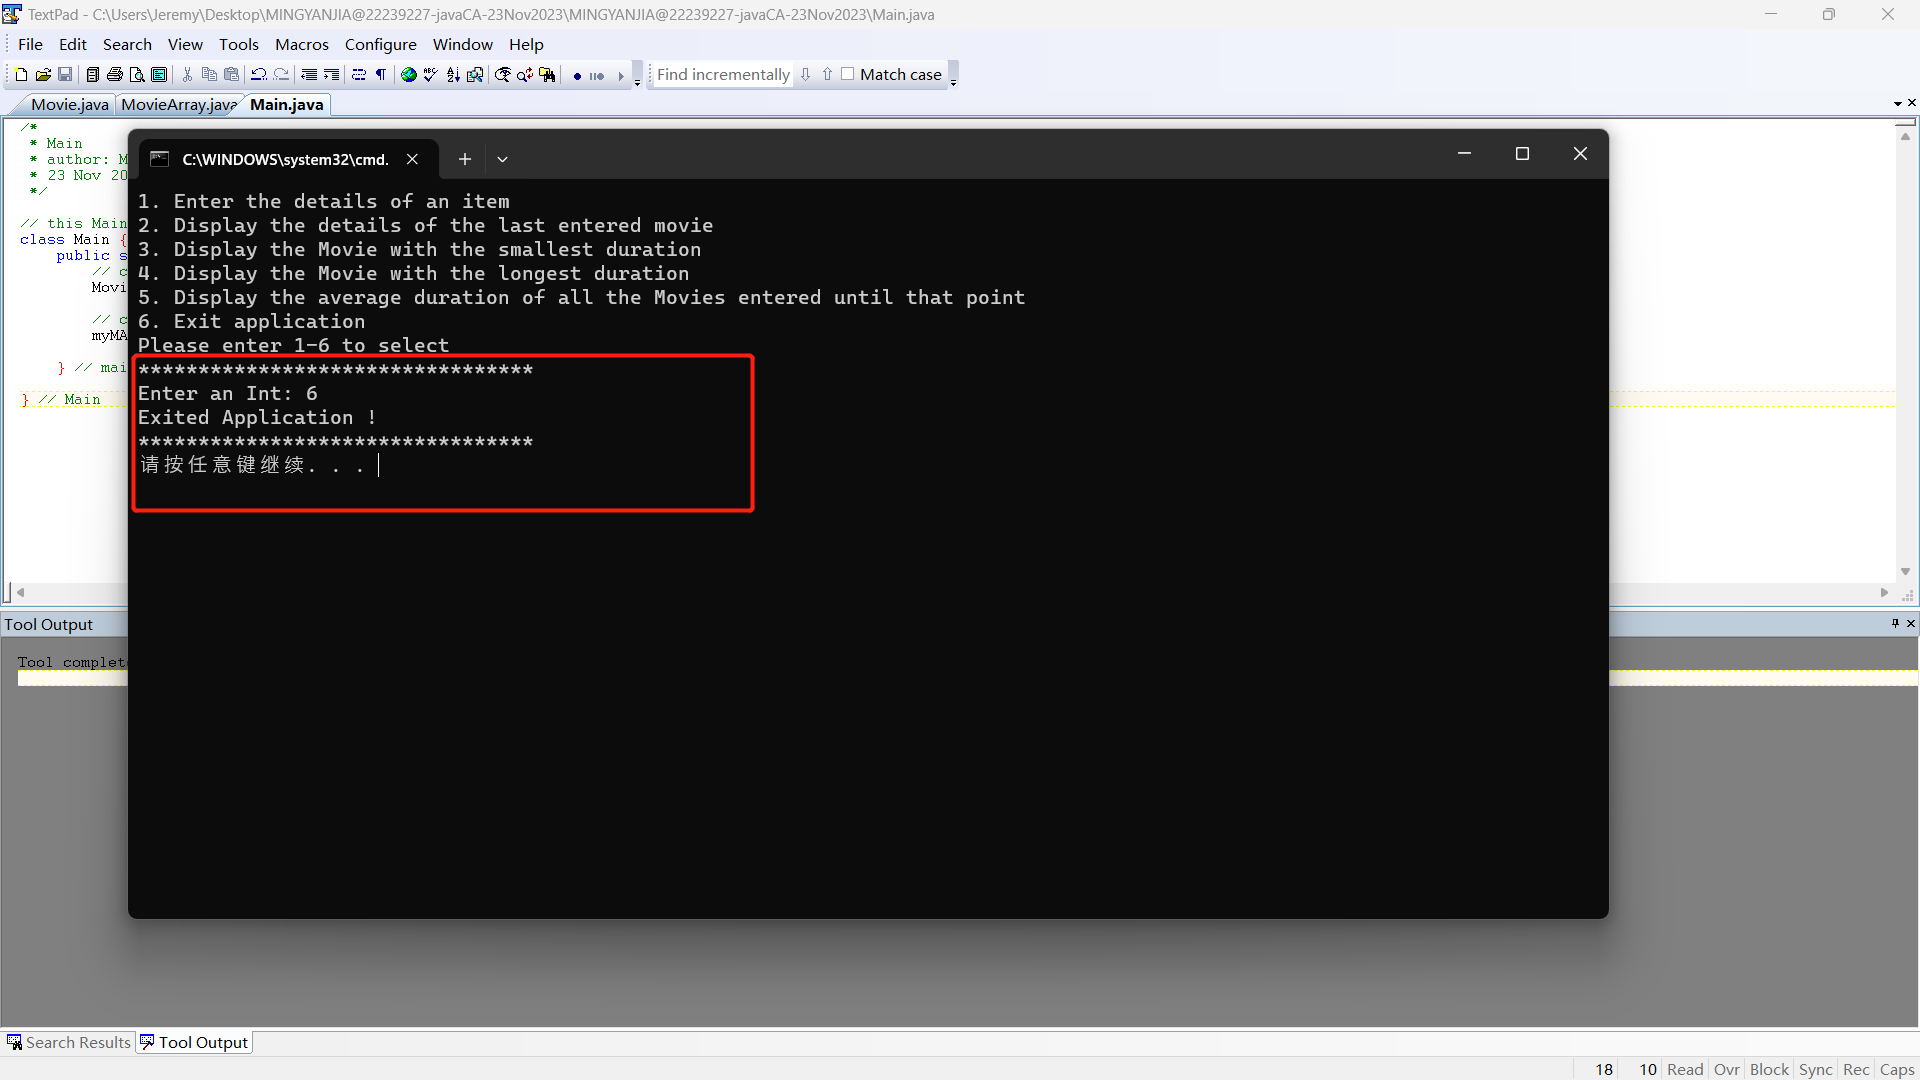 TextPad - C:\Users\Jeremy\Desktop\MINGYANJIA@22239227-javaCA-23Nov2023\MINGYANJIA@22239227-javaCA-23Nov2023\Main.java
File Edit Search View Tools Macros Configure Window Help
Find incrementally Match case
Movie.java MovieArray.java Main.java
/*
* Main
* author: M
* 23 Nov 20
*/
// this Main
class Main {
public s
// c
Movi
// c
myMA
} // mai
} // Main
C:\WINDOWS\system32\cmd.
1. Enter the details of an item
2. Display the details of the last entered movie
3. Display the Movie with the smallest duration
4. Display the Movie with the longest duration
5. Display the average duration of all the Movies entered until that point
6. Exit application
Please enter 1-6 to select
*********************************
Enter an Int: 6
Exited Application !
*********************************
请按任意键继续. . .
Tool Output
Tool complet
Search Results Tool Output
18 10 Read Ovr Block Sync Rec Caps